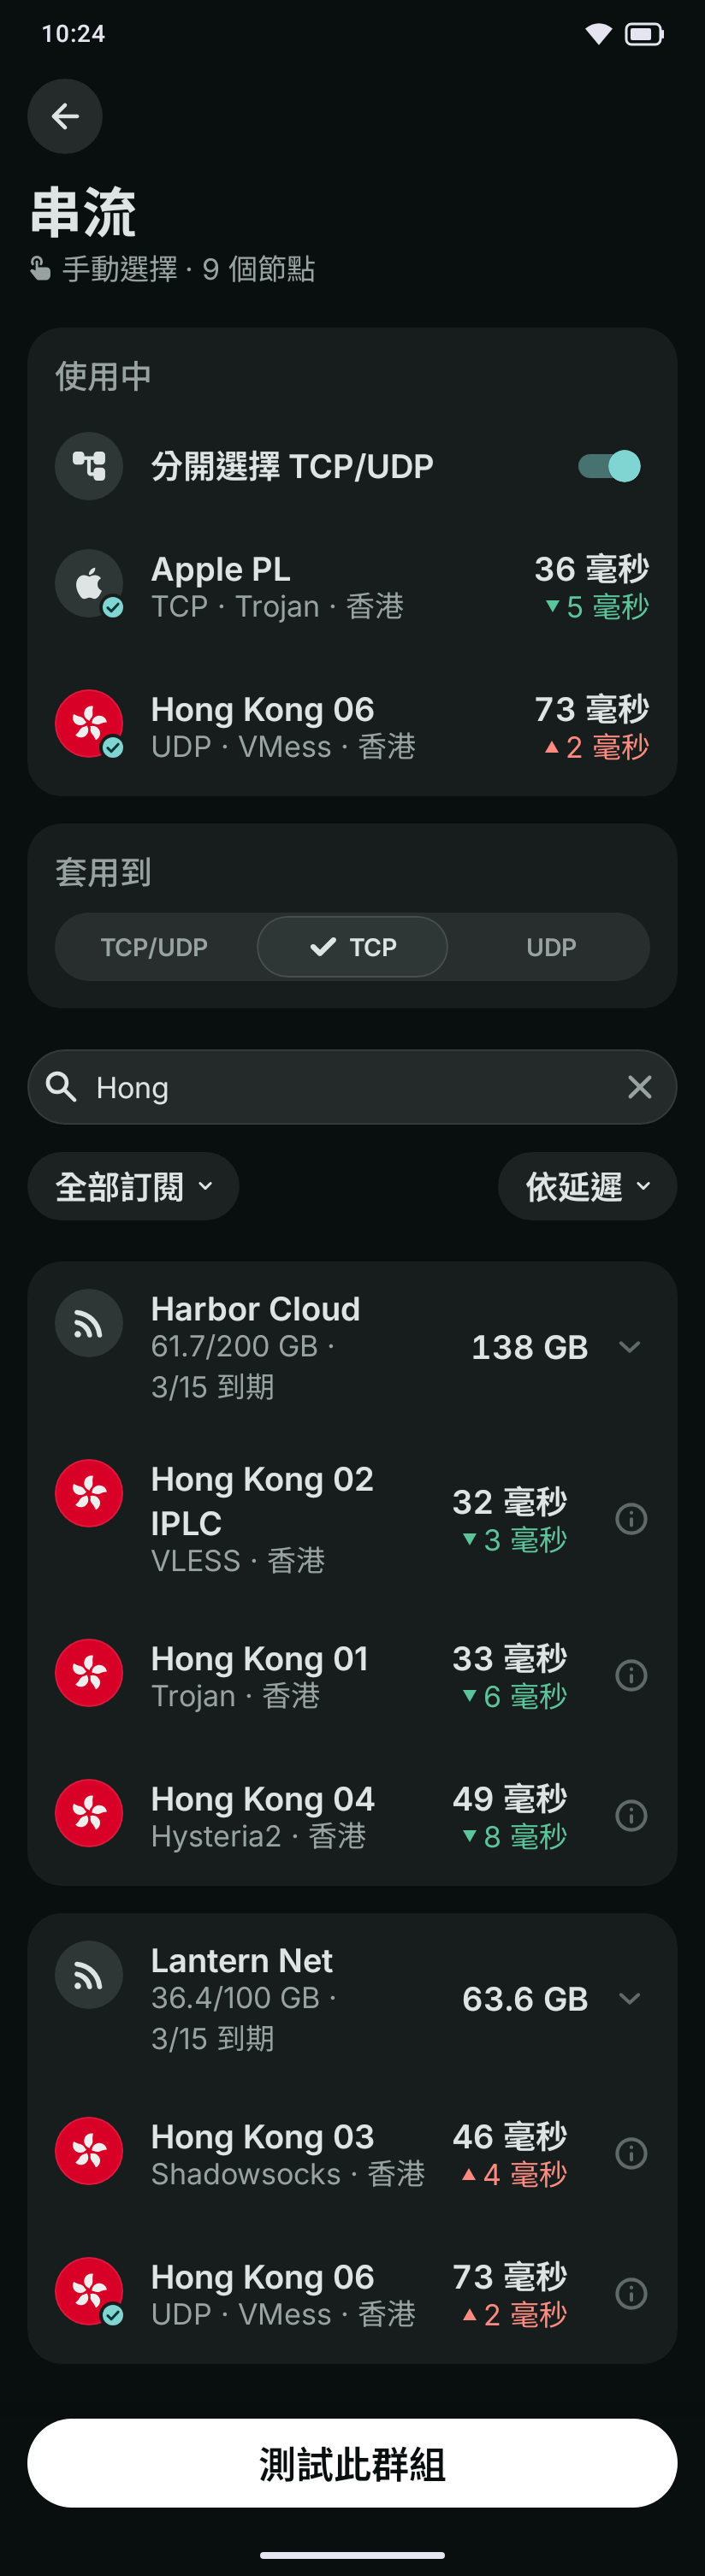 10:24
串流
手動選擇 · 9 個節點
使用中
分開選擇 TCP/UDP
Apple PL
36 毫秒
TCP · Trojan · 香港
▼5 毫秒
Hong Kong 06
73 毫秒
UDP · VMess · 香港
▲2 毫秒
套用到
TCP/UDP
TCP
UDP
Hong
全部訂閱
依延遲
Harbor Cloud
61.7/200 GB ·
3/15 到期
138 GB
Hong Kong 02
IPLC
VLESS · 香港
32 毫秒
▼3 毫秒
Hong Kong 01
33 毫秒
Trojan · 香港
▼6 毫秒
Hong Kong 04
49 毫秒
Hysteria2 · 香港
▼8 毫秒
Lantern Net
36.4/100 GB ·
3/15 到期
63.6 GB
Hong Kong 03
46 毫秒
Shadowsocks · 香港
▲4 毫秒
Hong Kong 06
73 毫秒
UDP · VMess · 香港
▲2 毫秒
測試此群組